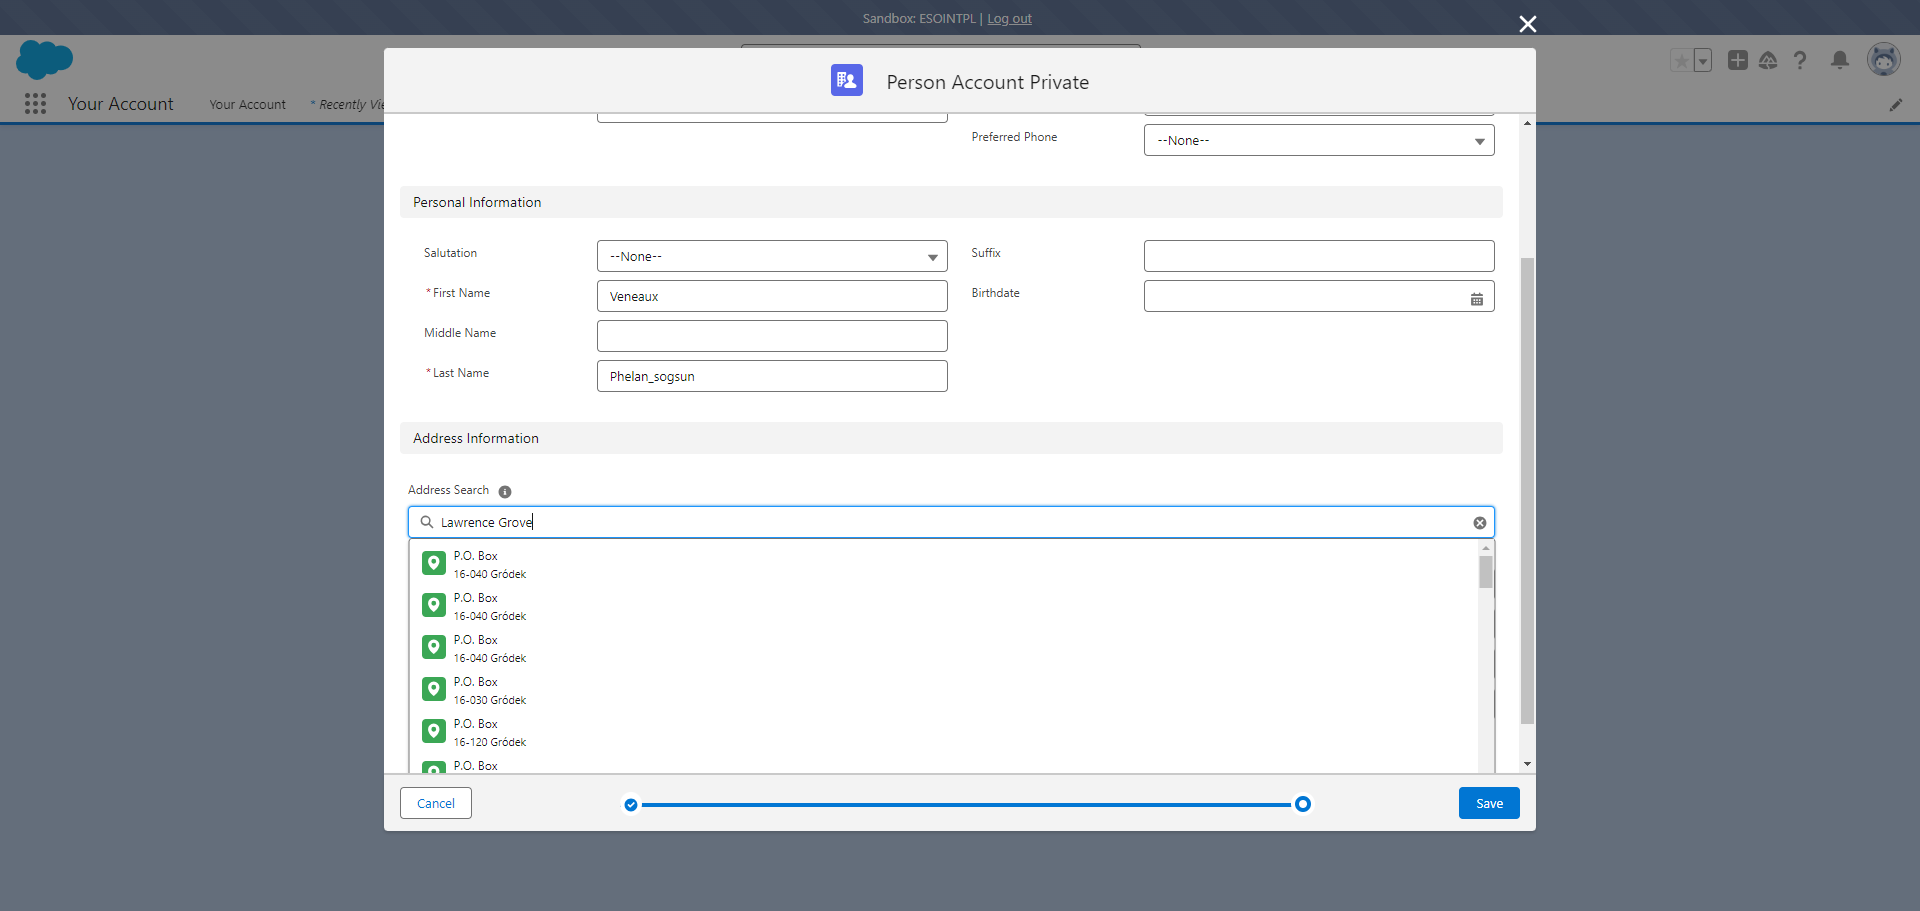 Sandbox: ESOINTPL | Log out
Person Account Private
Your Account
Your Account
* Recently Vie
Preferred Phone
--None--
Personal Information
Salutation
--None--
Suffix
* First Name
Veneaux
Birthdate
Middle Name
* Last Name
Phelan_sogsun
Address Information
Address Search
Lawrence Grove
P.O. Box
16-040 Gródek
P.O. Box
16-040 Gródek
P.O. Box
16-040 Gródek
P.O. Box
16-030 Gródek
P.O. Box
16-120 Gródek
P.O. Box
Cancel
Save